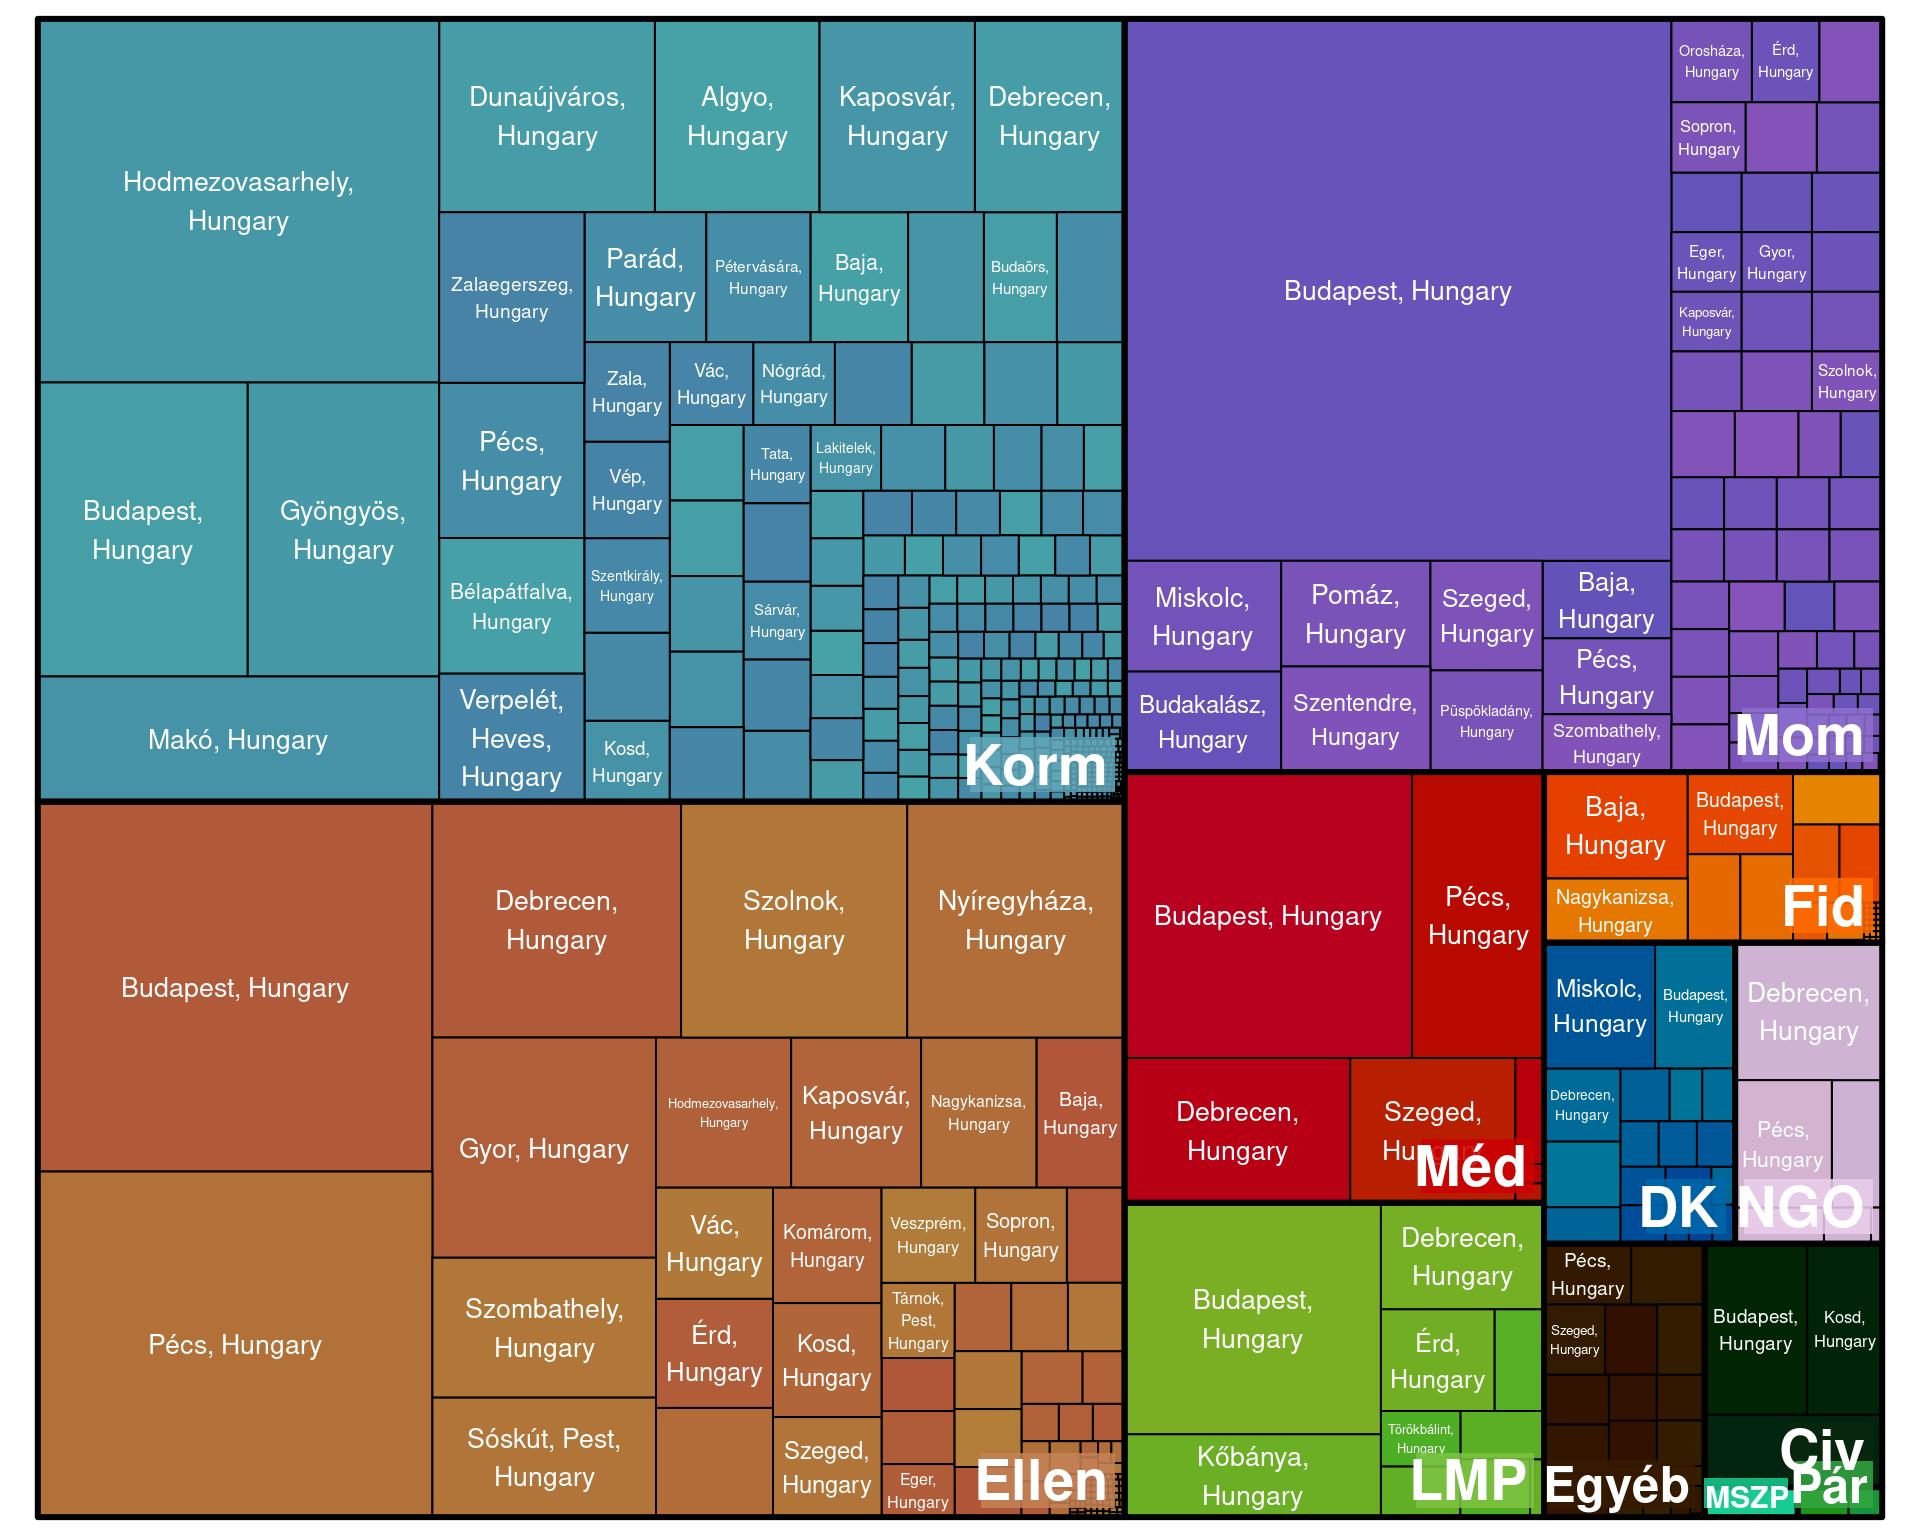 Hodmezovasarhely,
Hungary
Dunaújváros,
Hungary
Algyo,
Hungary
Kaposvár,
Hungary
Debrecen,
Hungary
Zalaegerszeg,
Hungary
Parád,
Hungary
Pétervására,
Hungary
Baja,
Hungary
Budaörs,
Hungary
Zala,
Hungary
Vác,
Hungary
Nógrád,
Hungary
Budapest,
Hungary
Gyöngyös,
Hungary
Pécs,
Hungary
Vép,
Hungary
Tata,
Hungary
Lakitelek,
Hungary
Bélapátfalva,
Hungary
Szentkirály,
Hungary
Sárvár,
Hungary
Makó, Hungary
Verpelét,
Heves,
Hungary
Kosd,
Hungary
Korm
Budapest, Hungary
Orosháza,
Hungary
Érd,
Hungary
Sopron,
Hungary
Eger,
Hungary
Gyor,
Hungary
Kaposvár,
Hungary
Szolnok,
Hungary
Miskolc,
Hungary
Pomáz,
Hungary
Szeged,
Hungary
Baja,
Hungary
Budakalász,
Hungary
Szentendre,
Hungary
Püspökladány,
Hungary
Pécs,
Hungary
Szombathely,
Hungary
Mom
Budapest, Hungary
Debrecen,
Hungary
Szolnok,
Hungary
Nyíregyháza,
Hungary
Pécs, Hungary
Gyor, Hungary
Hodmezovasarhely,
Hungary
Kaposvár,
Hungary
Nagykanizsa,
Hungary
Baja,
Hungary
Szombathely,
Hungary
Sóskút, Pest,
Hungary
Vác,
Hungary
Komárom,
Hungary
Veszprém,
Hungary
Sopron,
Hungary
Érd,
Hungary
Kosd,
Hungary
Tárnok,
Pest,
Hungary
Szeged,
Hungary
Eger,
Hungary
Ellen
Budapest, Hungary
Pécs,
Hungary
Debrecen,
Hungary
Szeged,
Hungary
Méd
Baja,
Hungary
Budapest,
Hungary
Nagykanizsa,
Hungary
Fid
Miskolc,
Hungary
Budapest,
Hungary
Debrecen,
Hungary
DK
Debrecen,
Hungary
Pécs,
Hungary
NGO
Budapest,
Hungary
Debrecen,
Hungary
Érd,
Hungary
Törökbálint,
Hungary
Kőbánya,
Hungary
LMP
Pécs,
Hungary
Szeged,
Hungary
Egyéb
Budapest,
Hungary
Kosd,
Hungary
Civ
MSZP
Pár